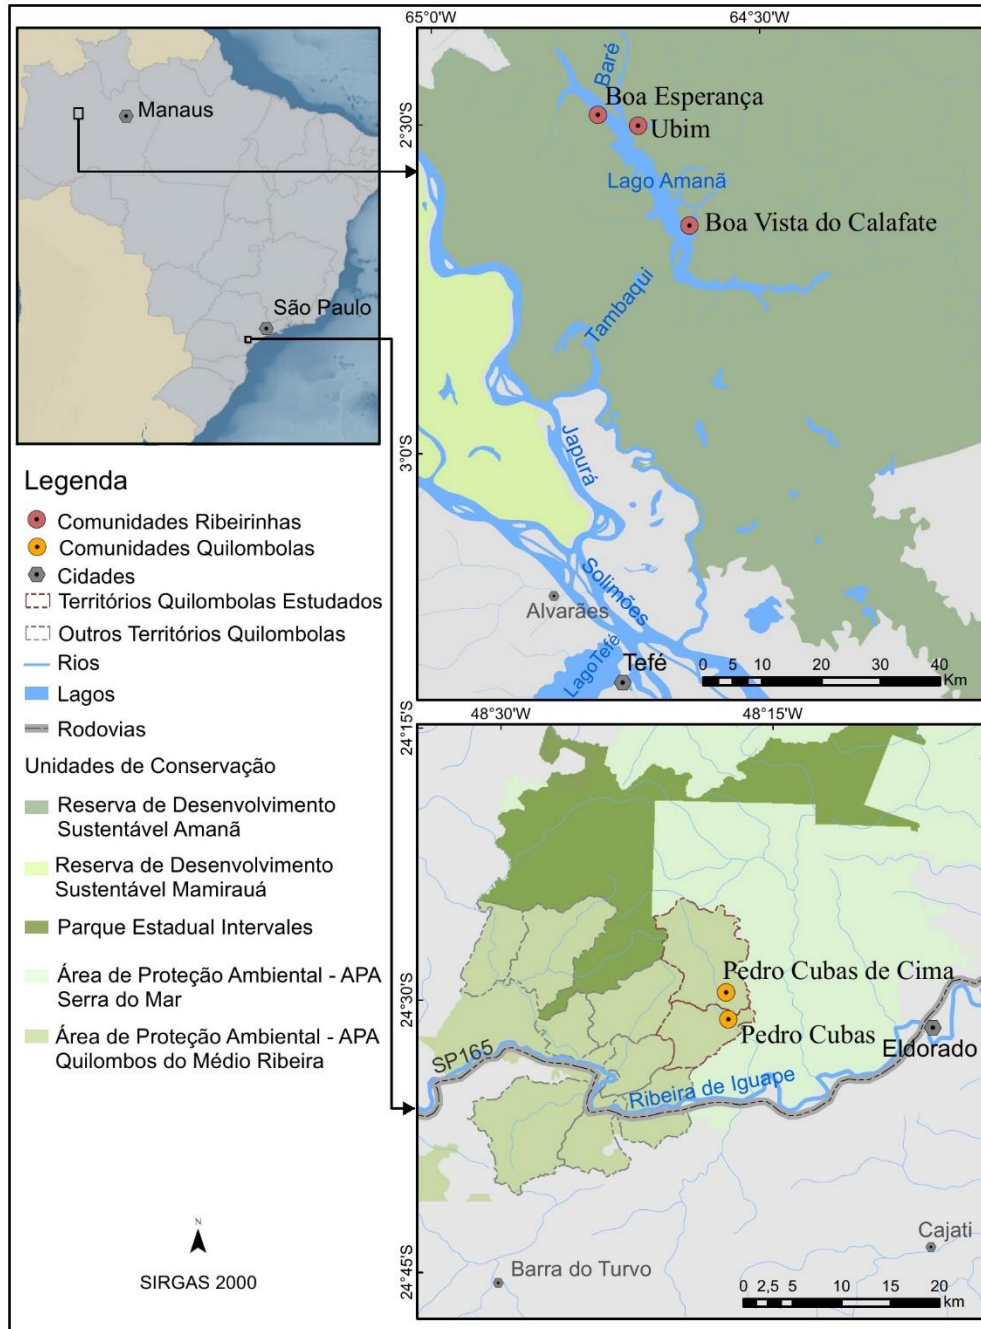 Manaus
São Paulo
65°0'W
64°30'W
2°30'S
3°0'S
Baré
Boa Esperança
Ubim
Lago Amanã
Boa Vista do Calafate
Tambaqui
Japurá
Solimões
Alvarães
Lago Tefé
Tefé
0 5 10 20 30 40
Km
Legenda
Comunidades Ribeirinhas
Comunidades Quilombolas
Cidades
Territórios Quilombolas Estudados
Outros Territórios Quilombolas
Rios
Lagos
Rodovias
Unidades de Conservação
Reserva de Desenvolvimento
Sustentável Amanã
Reserva de Desenvolvimento
Sustentável Mamirauá
Parque Estadual Intervales
Área de Proteção Ambiental - APA
Serra do Mar
Área de Proteção Ambiental - APA
Quilombos do Médio Ribeira
N
SIRGAS 2000
48°30'W
48°15'W
24°15'S
24°30'S
24°45'S
Pedro Cubas de Cima
Pedro Cubas
Eldorado
SP165
Ribeira de Iguape
Cajati
Barra do Turvo
0 2,5 5 10 15 20
km